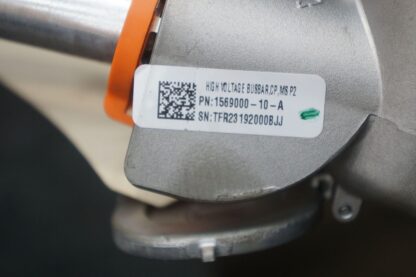 HIGH VOLTAGE BUSBAR,CP,MS P2
PN:1569000-10-A
SN:TFR23192000BJJ